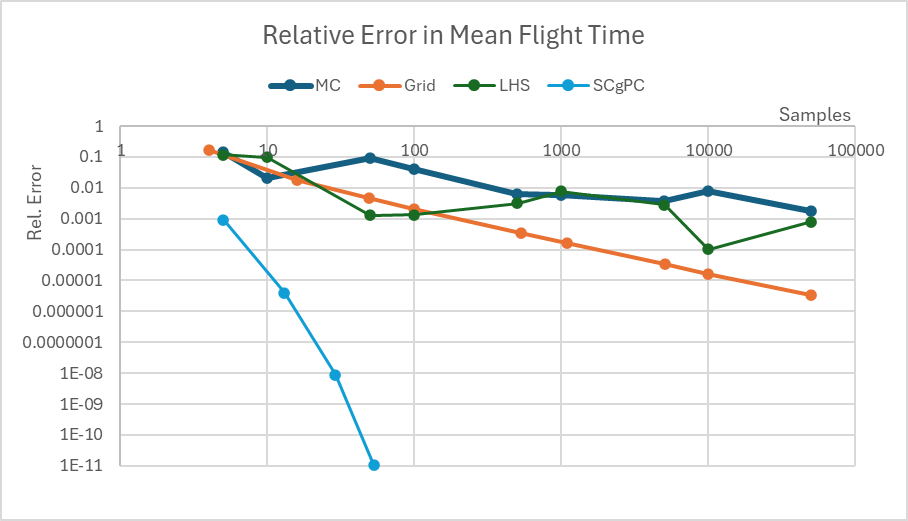 Relative Error in Mean Flight Time
MC Grid LHS SCgPC
Samples
1
1 10 100 1000 10000 100000
0.1
0.01
0.001
0.0001
0.00001
0.000001
0.0000001
1E-08
1E-09
1E-10
1E-11
Rel. Error